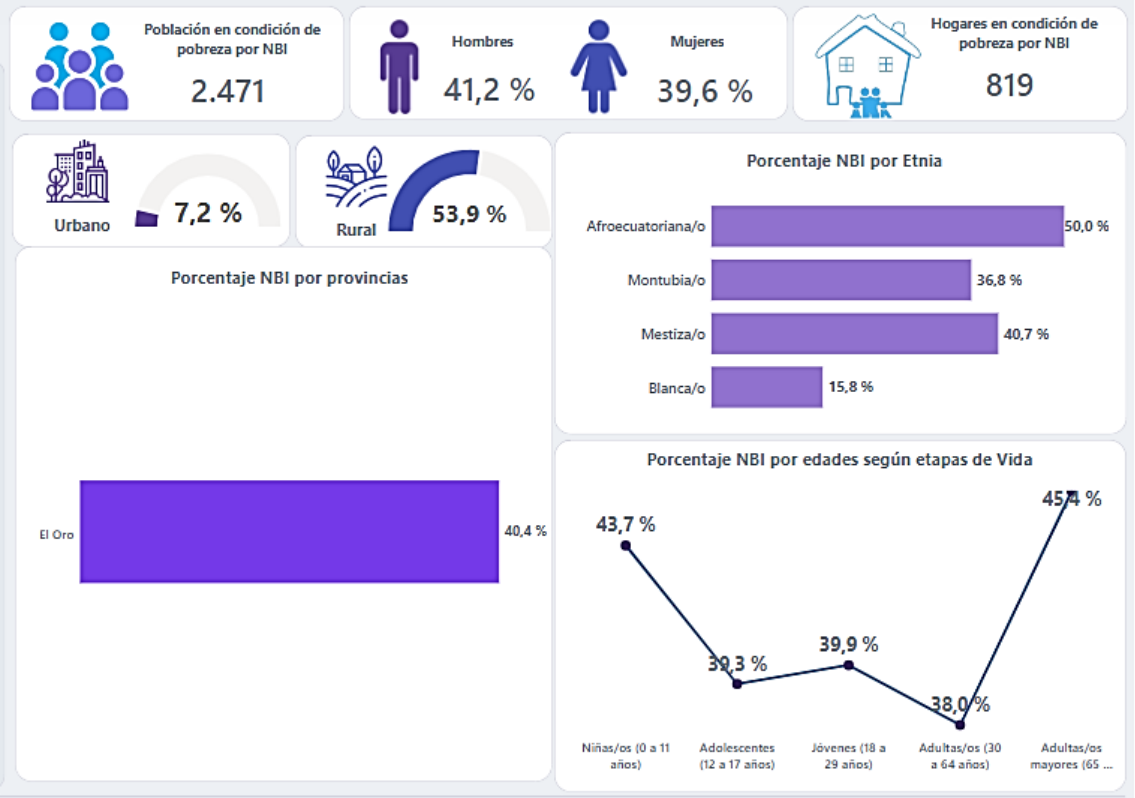 Población en condición de
pobreza por NBI
2.471
Hombres
41,2 %
Mujeres
39,6 %
Hogares en condición de
pobreza por NBI
819
Urbano
7,2 %
Rural
53,9 %
Porcentaje NBI por Etnia
Afroecuatoriana/o
50,0 %
Montubia/o
36,8 %
Mestiza/o
40,7 %
Blanca/o
15,8 %
Porcentaje NBI por provincias
El Oro
40,4 %
Porcentaje NBI por edades según etapas de Vida
43,7 %
39,3 %
39,9 %
38,0 %
45,4 %
Niñas/os (0 a 11
años)
Adolescentes
(12 a 17 años)
Jóvenes (18 a
29 años)
Adultas/os (30
a 64 años)
Adultas/os
mayores (65 ...